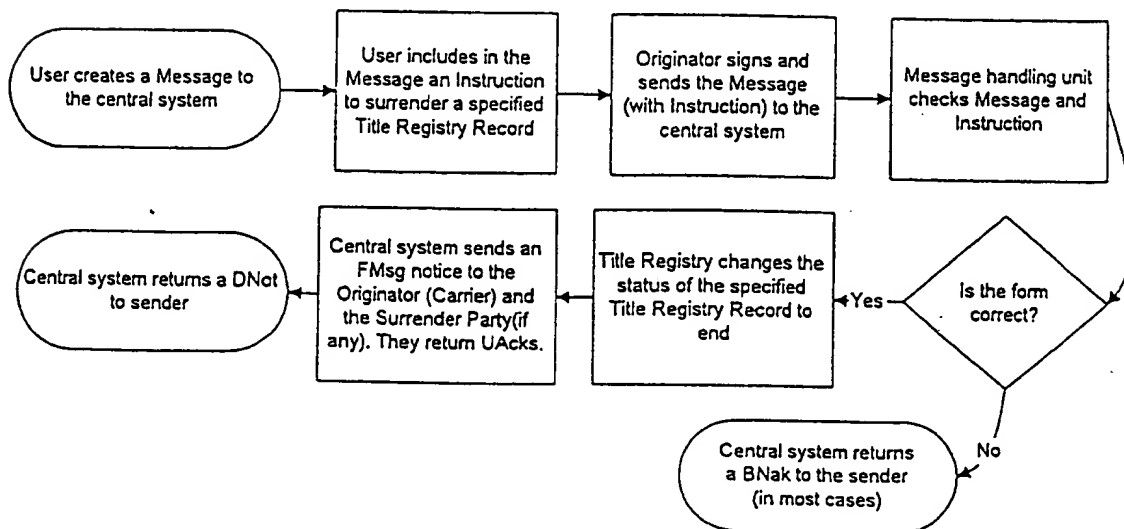 User creates a Message to
the central system
User includes in the
Message an Instruction
to surrender a specified
Title Registry Record
Originator signs and
sends the Message
(with Instruction) to the
central system
Message handling unit
checks Message and
Instruction
Is the form
correct?
Yes
Title Registry changes the
status of the specified
Title Registry Record to
end
Central system sends an
FMsg notice to the
Originator (Carrier) and
the Surrender Party(if
any). They return UAcks.
Central system returns a DNot
to sender
No
Central system returns
a BNak to the sender
(in most cases)